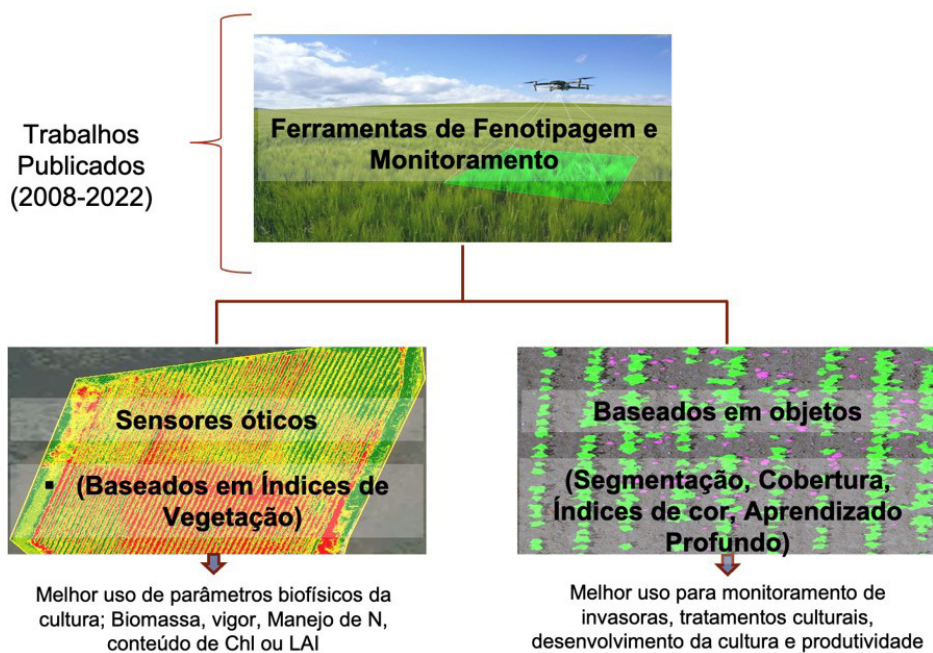 Trabalhos
Publicados
(2008-2022)
Ferramentas de Fenotipagem e
Monitoramento
Sensores óticos
▪ (Baseados em Índices de
Vegetação)
Melhor uso de parâmetros biofísicos da
cultura; Biomassa, vigor, Manejo de N,
conteúdo de Chl ou LAI
Baseados em objetos
(Segmentação, Cobertura,
Índices de cor, Aprendizado
Profundo)
Melhor uso para monitoramento de
invasoras, tratamentos culturais,
desenvolvimento da cultura e produtividade